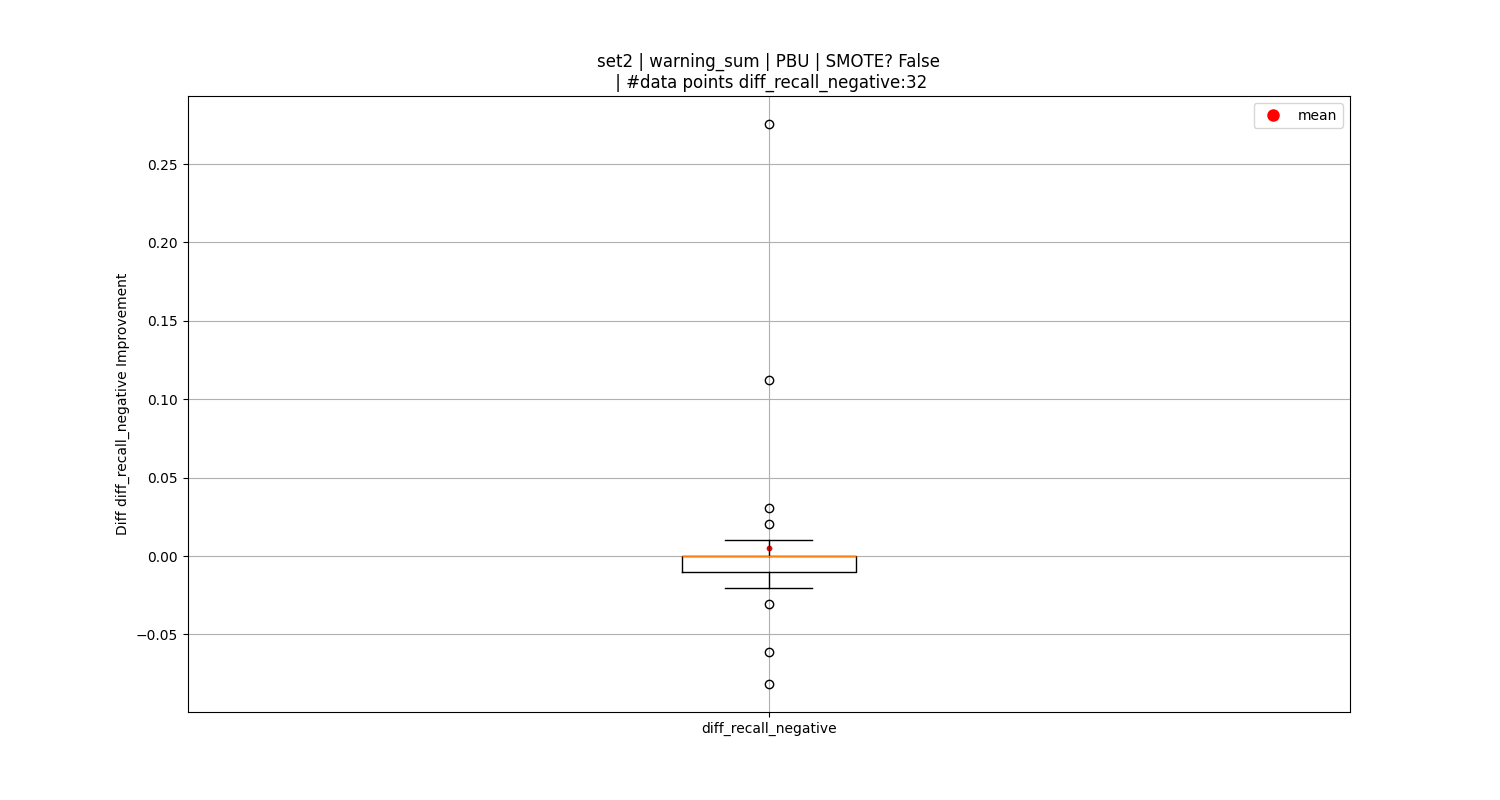 set2 | warning_sum | PBU | SMOTE? False
| #data points diff_recall_negative:32
mean
0.25
0.20
0.15
0.10
0.05
0.00
−0.05
Diff diff_recall_negative Improvement
diff_recall_negative